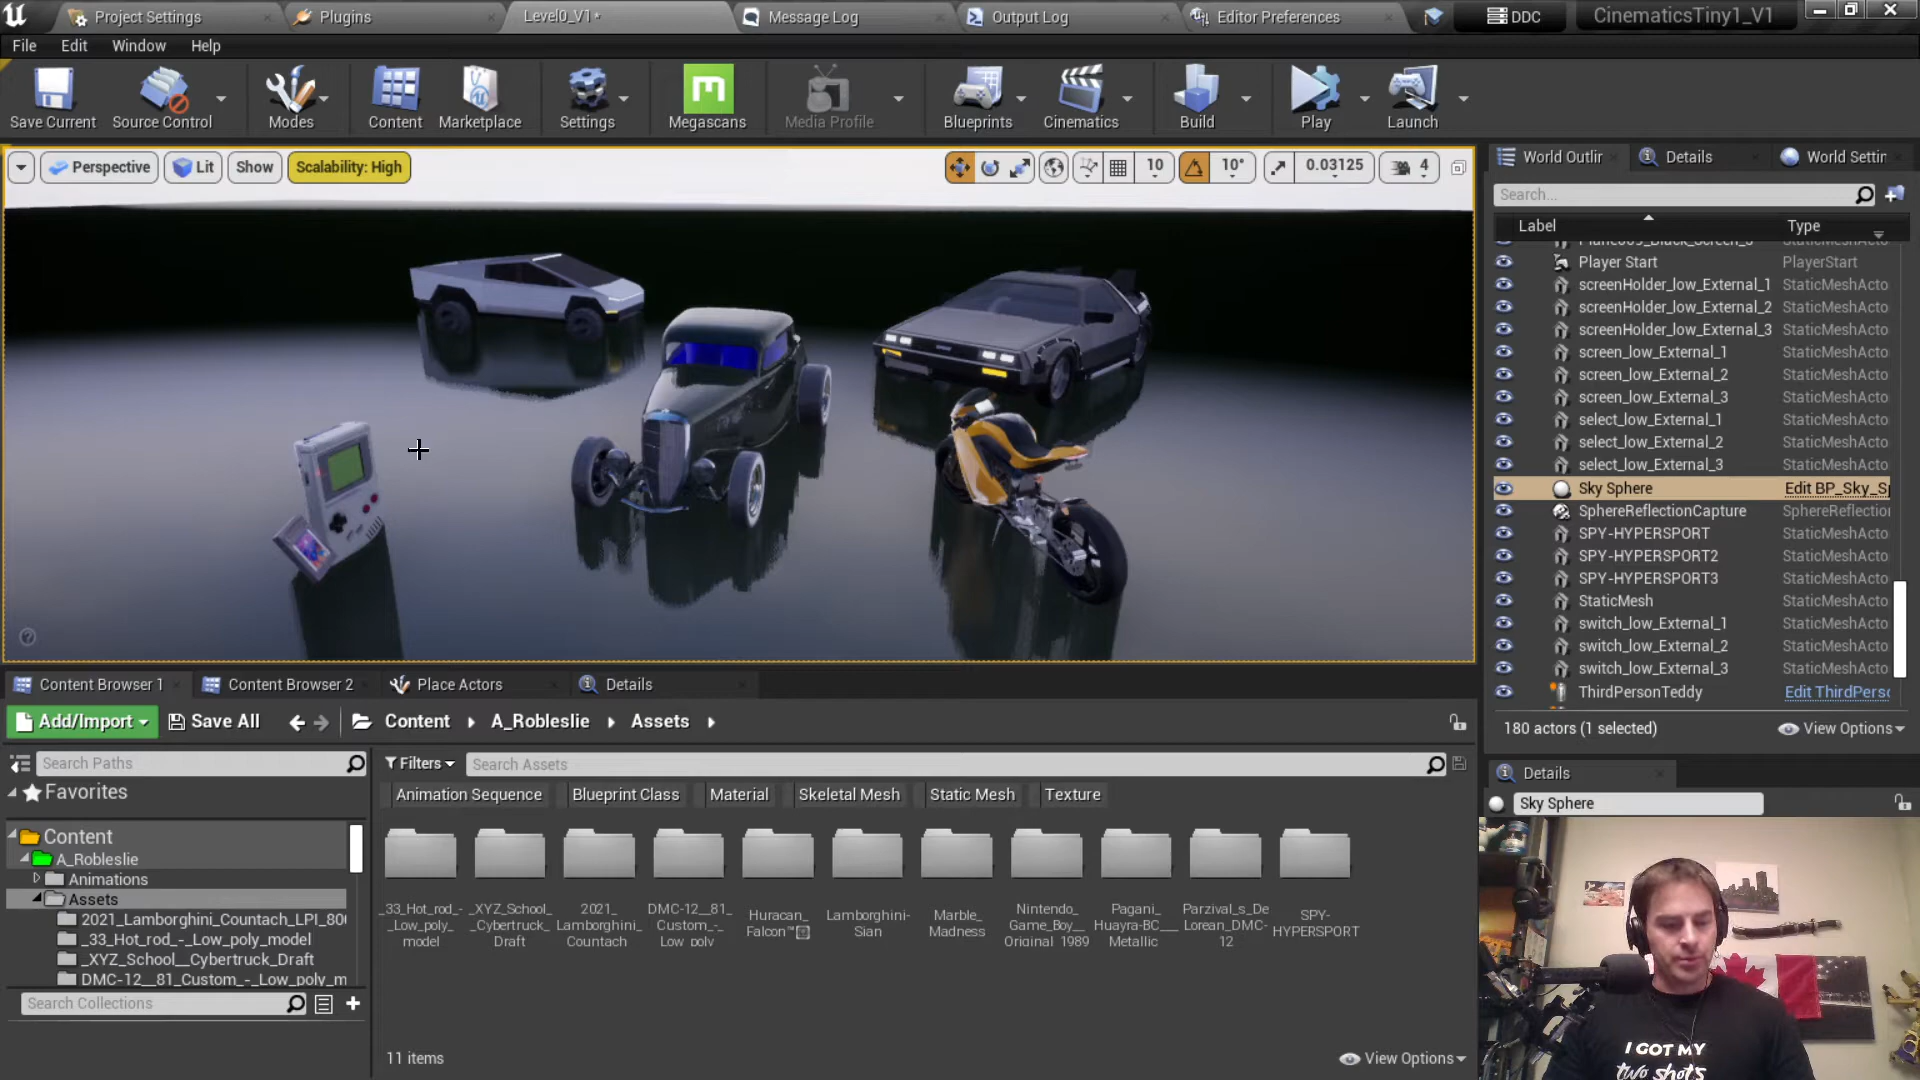 Project Settings
Plugins
Level0_V1*
Message Log
Output Log
Editor Preferences
DDC
CinematicsTiny1_V1
File Edit Window Help
Save Current
Source Control
Modes
Content
Marketplace
Settings
Megascans
Media Profile
Blueprints
Cinematics
Build
Play
Launch
Perspective
Lit
Show
Scalability: High
10
10°
0.03125
4
World Outlir
Details
World Settin
Search...
Label Type
Player Start PlayerStart
screenHolder_low_External_1 StaticMeshActo
screenHolder_low_External_2 StaticMeshActo
screenHolder_low_External_3 StaticMeshActo
screen_low_External_1 StaticMeshActo
screen_low_External_2 StaticMeshActo
screen_low_External_3 StaticMeshActo
select_low_External_1 StaticMeshActo
select_low_External_2 StaticMeshActo
select_low_External_3 StaticMeshActo
Sky Sphere Edit BP_Sky_Sp
SphereReflectionCapture SphereReflection
SPY-HYPERSPORT StaticMeshActo
SPY-HYPERSPORT2 StaticMeshActo
SPY-HYPERSPORT3 StaticMeshActo
StaticMesh StaticMeshActo
switch_low_External_1 StaticMeshActo
switch_low_External_2 StaticMeshActo
switch_low_External_3 StaticMeshActo
ThirdPersonTeddy Edit ThirdPerso
180 actors (1 selected) View Options
Details
Sky Sphere
Content Browser 1
Content Browser 2
Place Actors
Details
Add/Import
Save All
Content
A_Robleslie
Assets
Search Paths
Filters
Search Assets
Favorites
Animation Sequence
Blueprint Class
Material
Skeletal Mesh
Static Mesh
Texture
Content
A_Robleslie
Animations
Assets
2021_Lamborghini_Countach_LPI_80(
_33_Hot_rod_-_Low_poly_model
_XYZ_School__Cybertruck_Draft
DMC-12__81_Custom_-_Low_poly_m
Search Collections
_33_Hot_rod_-
_Low_poly_
model
_XYZ_School_
_Cybertruck_
Draft
2021_
Lamborghini_
Countach
DMC-12__81_
Custom_-_
Low_poly
Huracan_
Falcon™
Lamborghini-
Sian
Marble_
Madness
Nintendo_
Game_Boy__
Original_1989
Pagani_
Huayra-BC__
Metallic
Parzival_s_De
Lorean_DMC-
12
SPY-
HYPERSPORT
11 items
View Options
I GOT MY
two shots